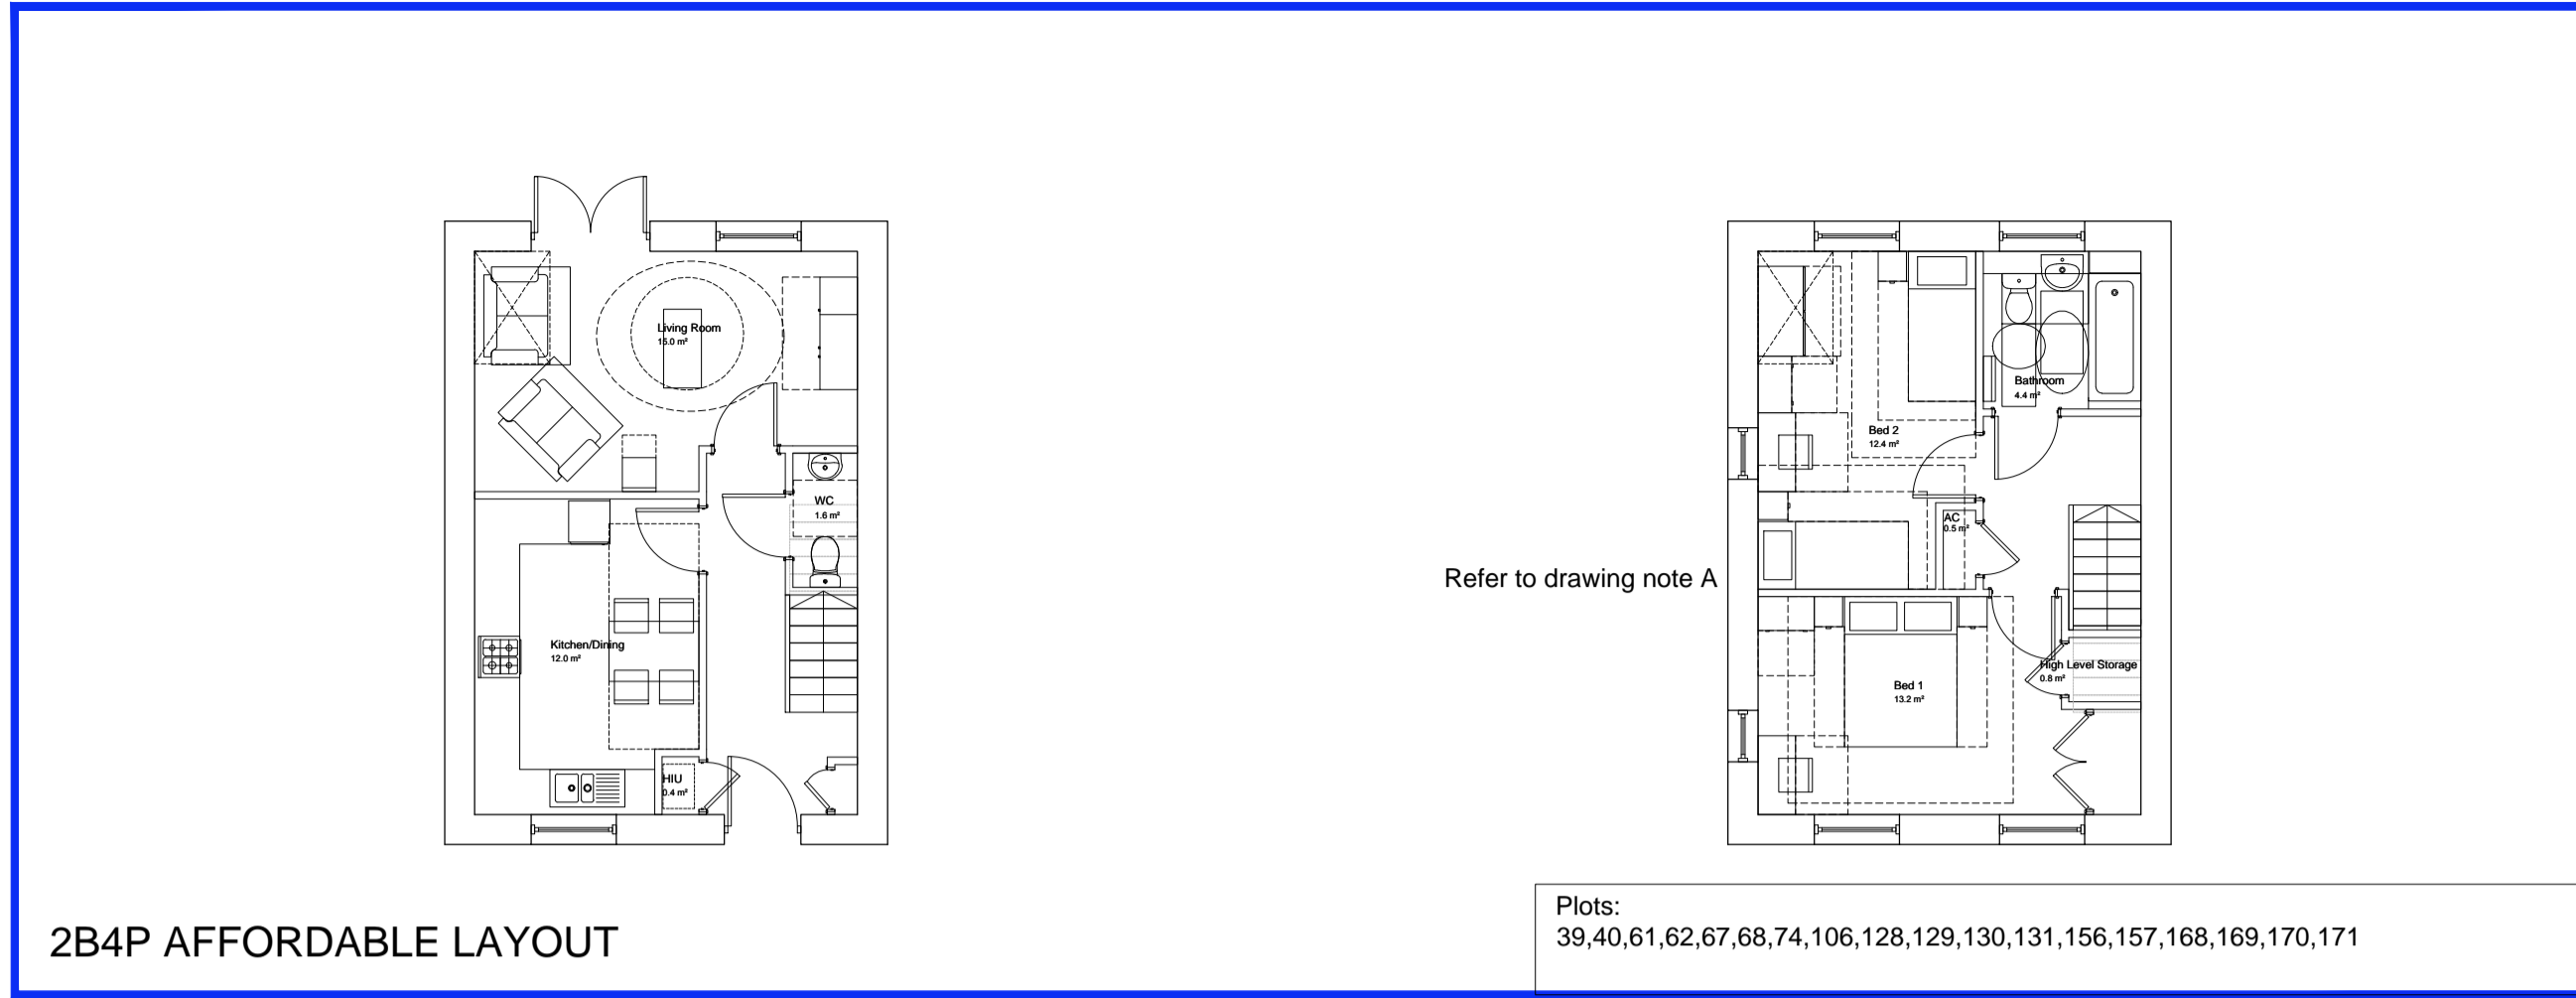 Living Room
15.0 m²
WC
1.6 m²
Kitchen/Dining
12.0 m²
HIU
0.4 m²
Bathroom
4.4 m²
Bed 2
12.4 m²
AC
0.5 m²
Refer to drawing note A
High Level Storage
0.8 m²
Bed 1
13.2 m²
2B4P AFFORDABLE LAYOUT
Plots:
39,40,61,62,67,68,74,106,128,129,130,131,156,157,168,169,170,171